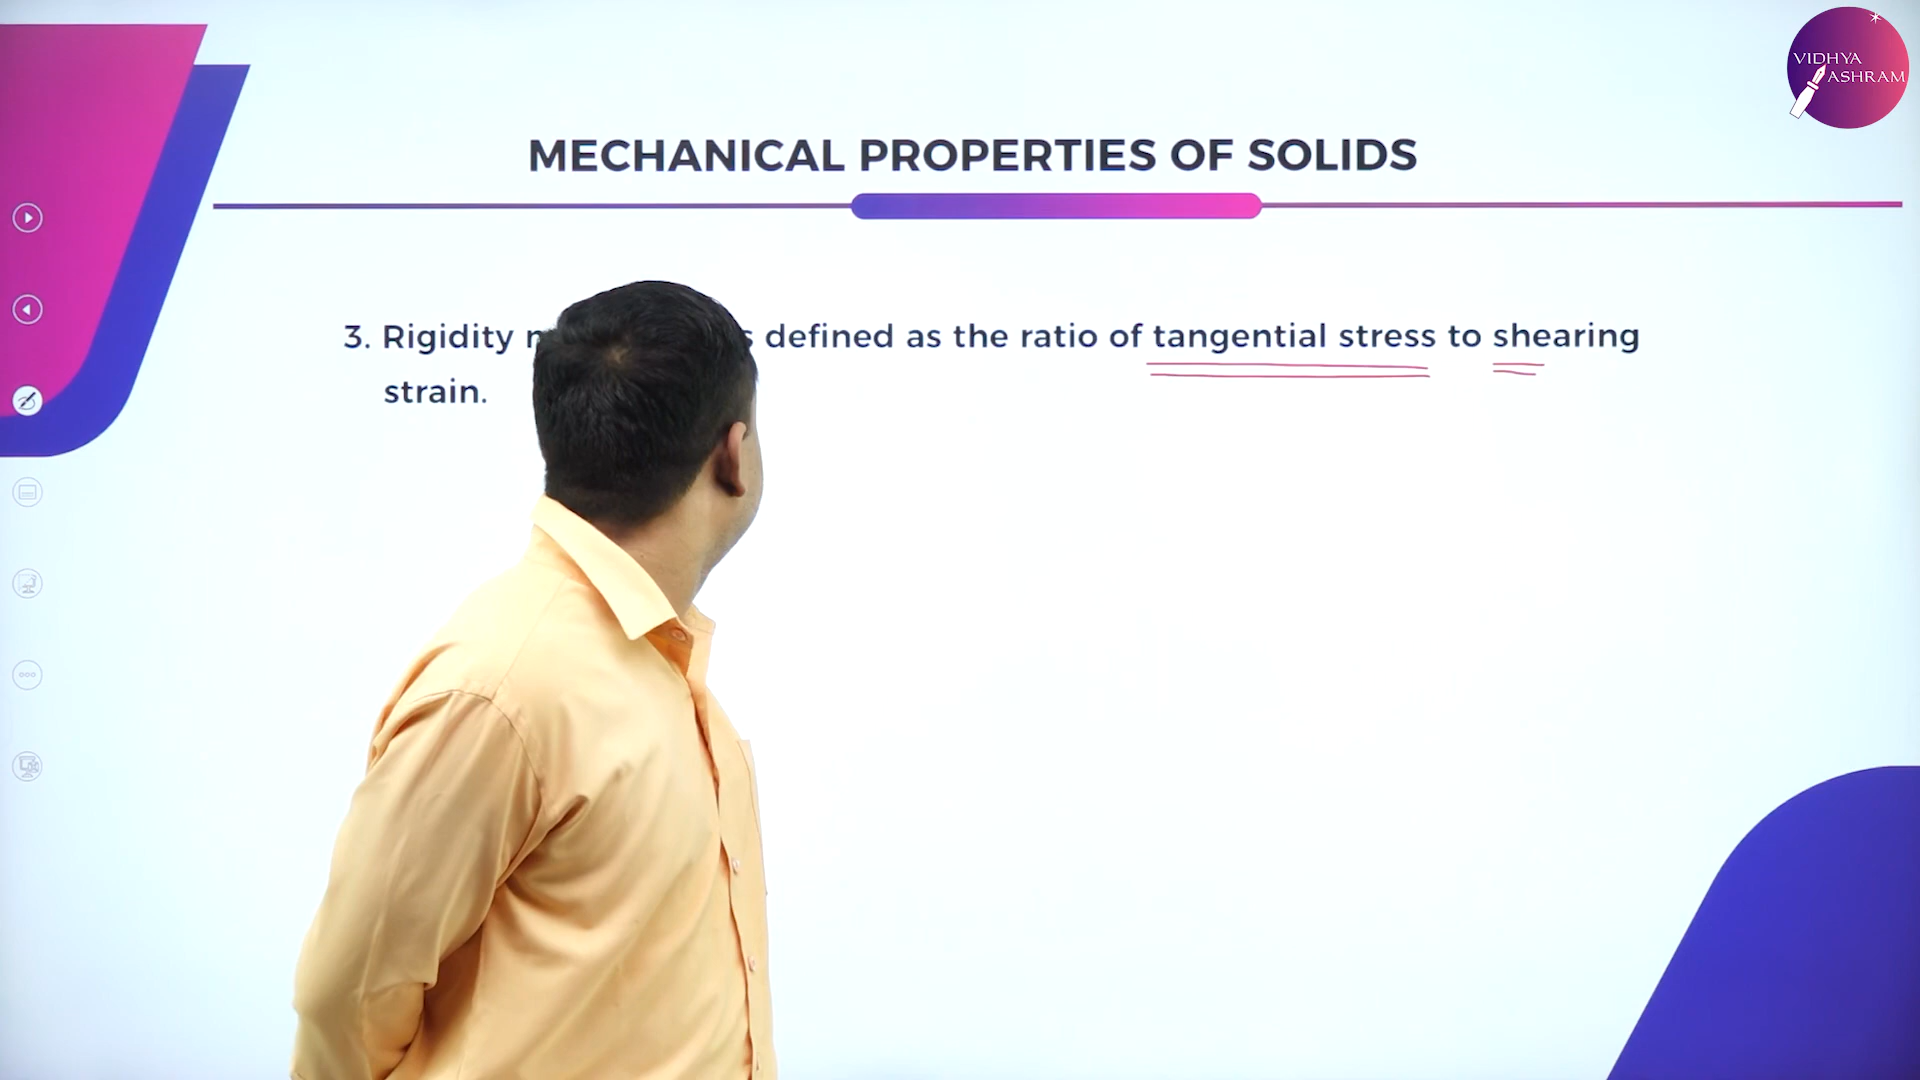 VIDHYA
ASHRAM
MECHANICAL PROPERTIES OF SOLIDS
3. Rigidity defined as the ratio of tangential stress to shearing
strain.